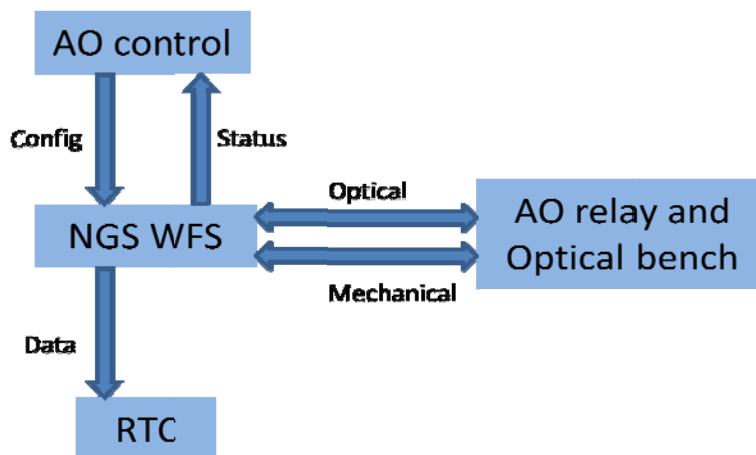 AO control
Config
Status
Optical
NGS WFS
AO relay and
Optical bench
Mechanical
Data
RTC